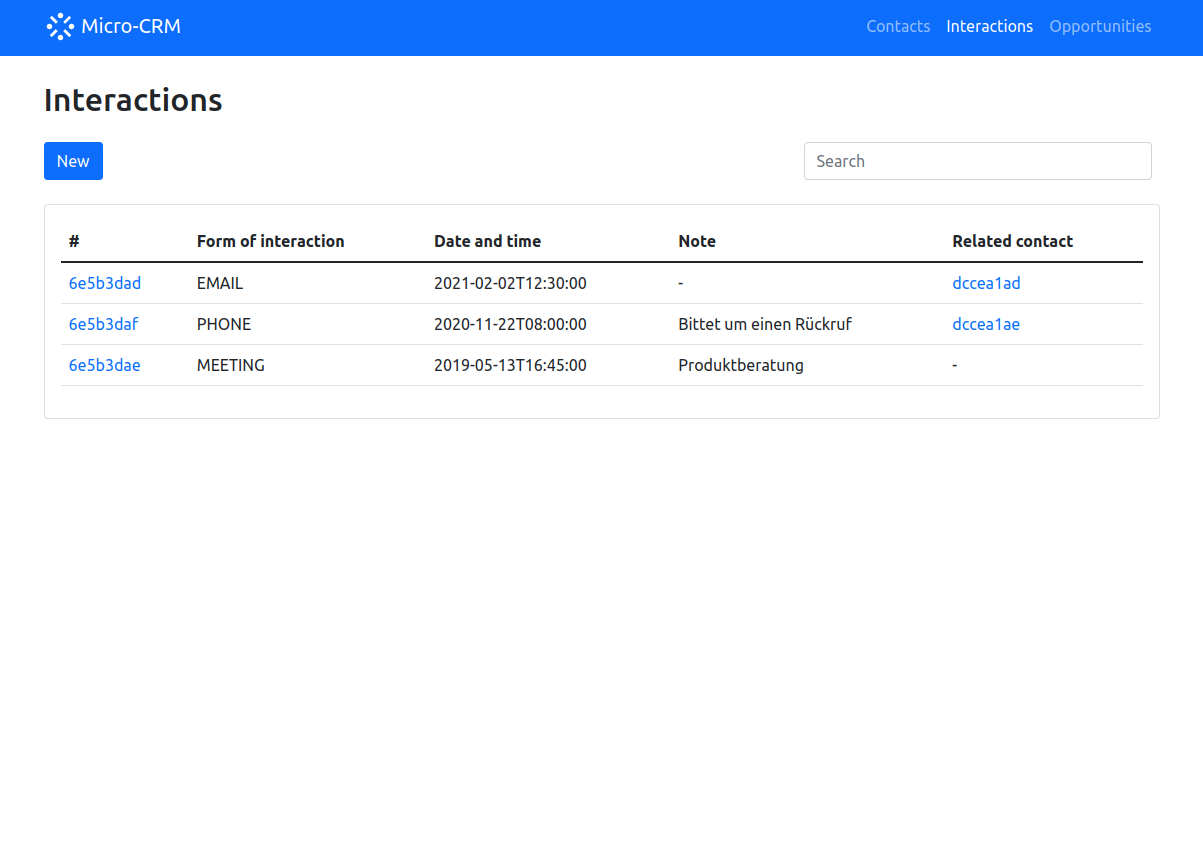 Micro-CRM Contacts Interactions Opportunities
Interactions
New Search
# Form of interaction Date and time Note Related contact
6e5b3dad EMAIL 2021-02-02T12:30:00 - dccea1ad
6e5b3daf PHONE 2020-11-22T08:00:00 Bittet um einen Rückruf dccea1ae
6e5b3dae MEETING 2019-05-13T16:45:00 Produktberatung -